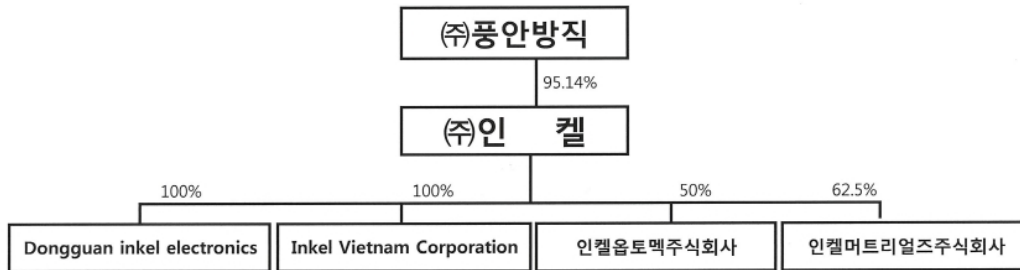 ㈜풍안방직
95.14%
㈜인 켈
100% 100% 50% 62.5%
Dongguan inkel electronics Inkel Vietnam Corporation 인켈옵토멕주식회사 인켈머트리얼즈주식회사